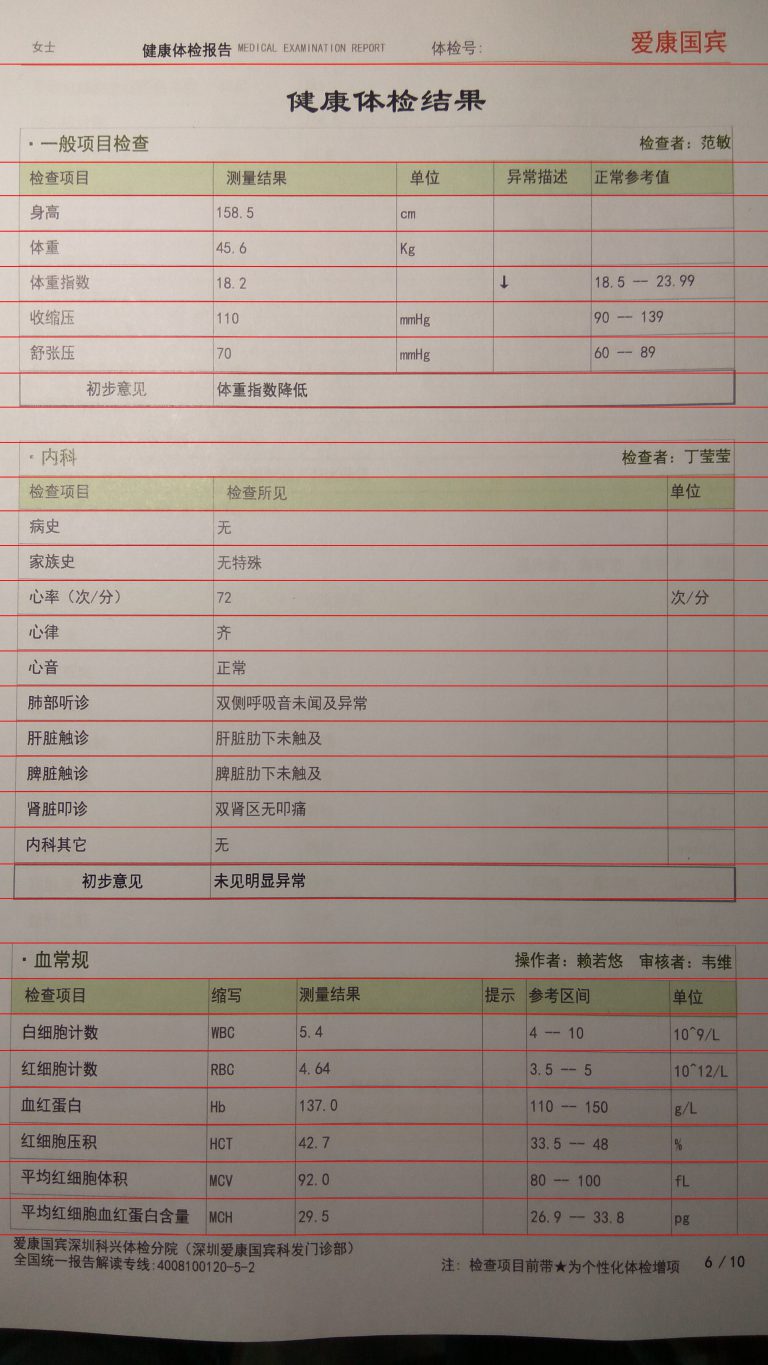 女士 健康体检报告 MEDICAL EXAMINATION REPORT 体检号: 爱康国宾
健康体检结果
·一般项目检查 检查者：范敏
检查项目 测量结果 单位 异常描述 正常参考值
身高 158.5 cm
体重 45.6 Kg
体重指数 18.2 ↓ 18.5 -- 23.99
收缩压 110 mmHg 90 -- 139
舒张压 70 mmHg 60 -- 89
初步意见 体重指数降低
·内科 检查者：丁莹莹
检查项目 检查所见 单位
病史 无
家族史 无特殊
心率（次/分） 72 次/分
心律 齐
心音 正常
肺部听诊 双侧呼吸音未闻及异常
肝脏触诊 肝脏肋下未触及
脾脏触诊 脾脏肋下未触及
肾脏叩诊 双肾区无叩痛
内科其它 无
初步意见 未见明显异常
·血常规 操作者：赖若悠 审核者：韦维
检查项目 缩写 测量结果 提示 参考区间 单位
白细胞计数 WBC 5.4 4 -- 10 10^9/L
红细胞计数 RBC 4.64 3.5 -- 5 10^12/L
血红蛋白 Hb 137.0 110 -- 150 g/L
红细胞压积 HCT 42.7 33.5 -- 48 %
平均红细胞体积 MCV 92.0 80 -- 100 fL
平均红细胞血红蛋白含量 MCH 29.5 26.9 -- 33.8 pg
爱康国宾深圳科兴体检分院（深圳爱康国宾科发门诊部）
全国统一报告解读专线:4008100120-5-2 注: 检查项目前带★为个性化体检增项 6 / 10